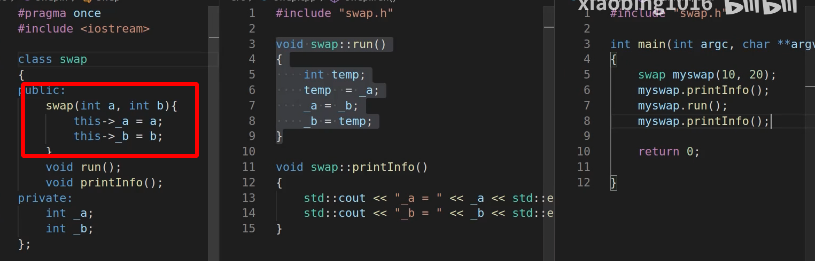 #pragma once
#include <iostream>
class swap
{
public:
swap(int a, int b){
this->_a = a;
this->_b = b;
}
void run();
void printInfo();
private:
int _a;
int _b;
};
1 #include "swap.h"
2
3 void swap::run()
4 {
5 int temp;
6 temp = _a;
7 _a = _b;
8 _b = temp;
9 }
10
11 void swap::printInfo()
12 {
13 std::cout << "_a = " << _a << std::e
14 std::cout << "_b = " << _b << std::e
15 }
xiaobing1016
1 #include "swap.h"
2
3 int main(int argc, char **argv
4 {
5 swap myswap(10, 20);
6 myswap.printInfo();
7 myswap.run();
8 myswap.printInfo();
9
10 return 0;
11
12 }